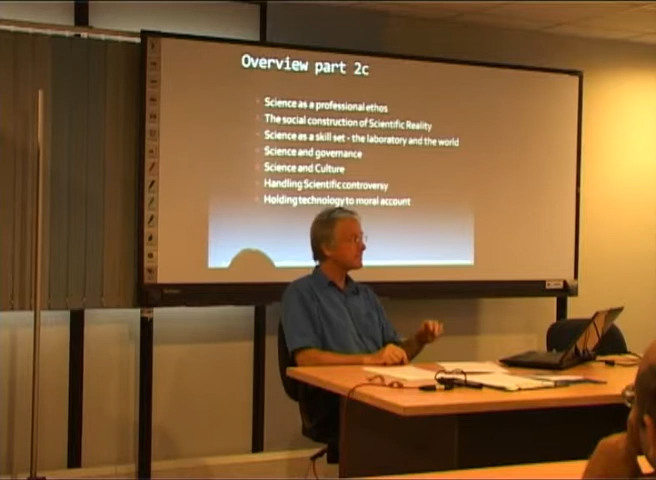 Overview part 2c
Science as a professional ethos
The social construction of Scientific Reality
Science as a skill set - the laboratory and the world
Science and governance
Science and Culture
Handling Scientific controversy
Holding technology to moral account